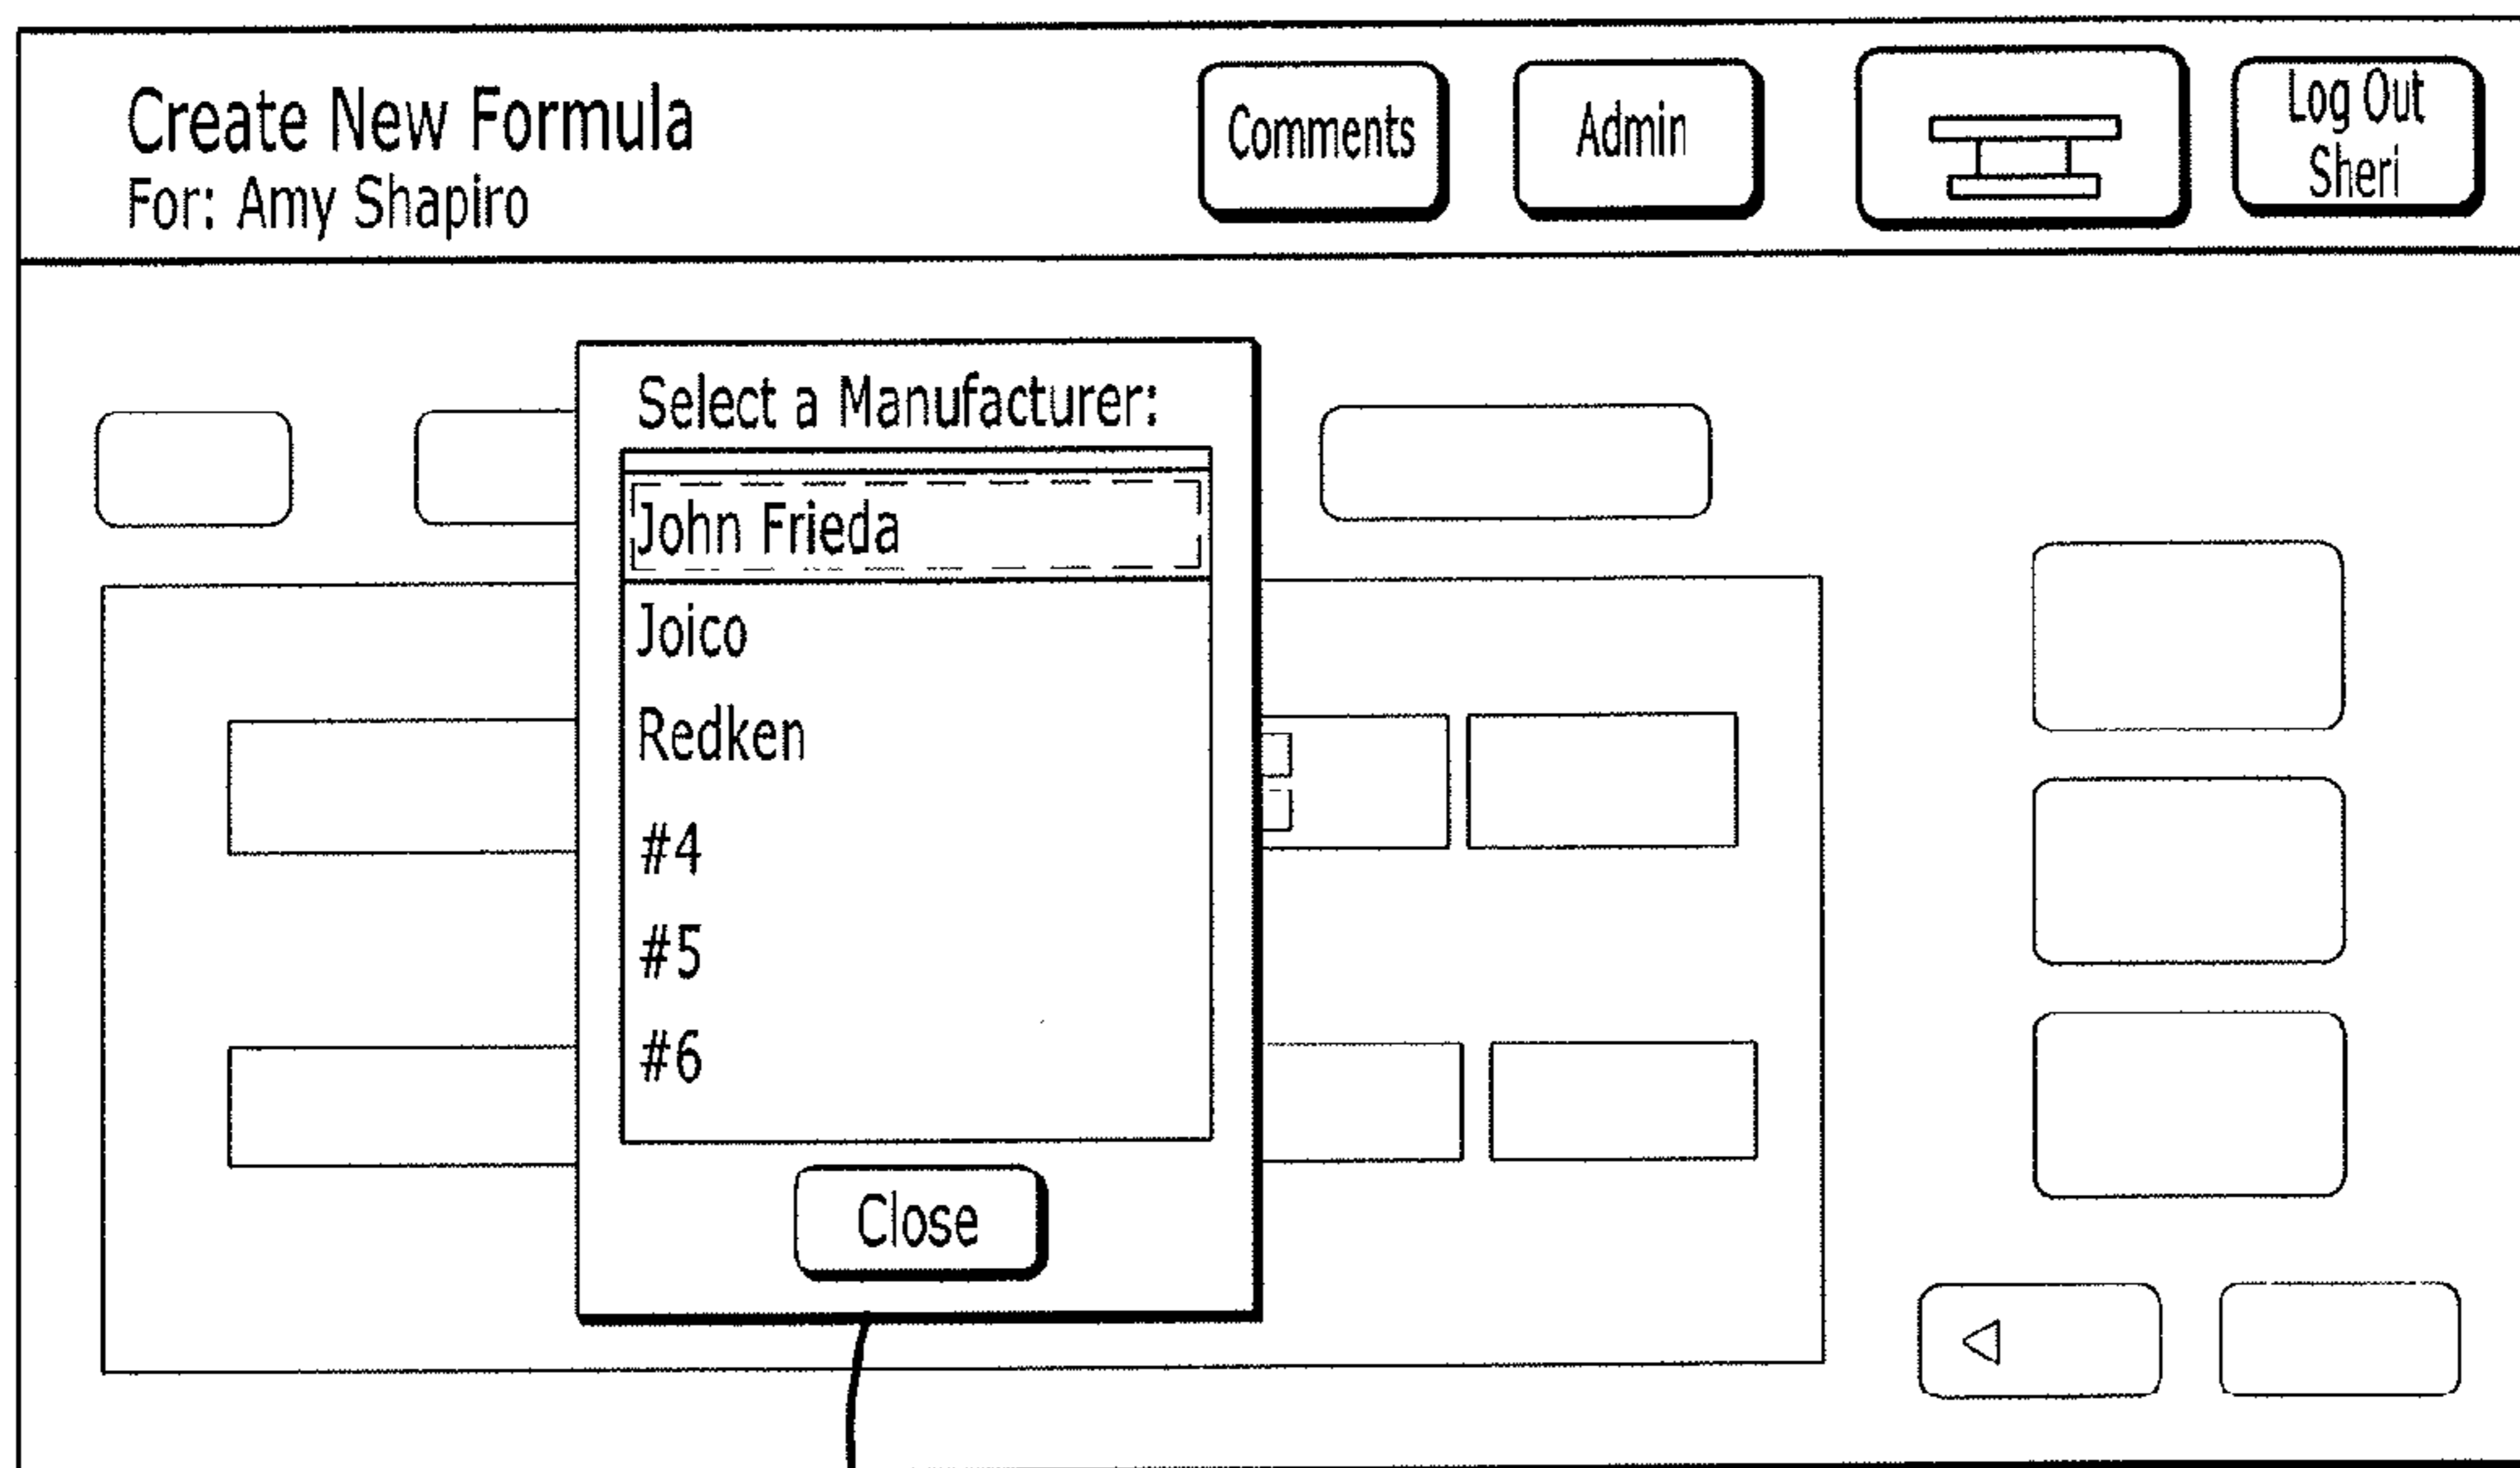 Create New Formula
For: Amy Shapiro
Comments
Admin
Log Out
Sheri
Select a Manufacturer:
John Frieda
Joico
Redken
#4
#5
#6
Close